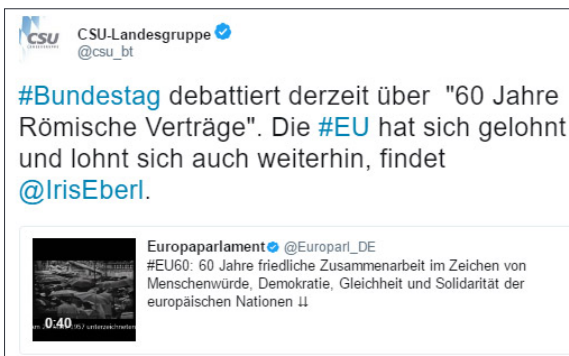 CSU
CSU-Landesgruppe
@csu_bt
#Bundestag debattiert derzeit über "60 Jahre
Römische Verträge". Die #EU hat sich gelohnt
und lohnt sich auch weiterhin, findet
@IrisEberl.
Europaparlament @Europarl_DE
#EU60: 60 Jahre friedliche Zusammenarbeit im Zeichen von
Menschenwürde, Demokratie, Gleichheit und Solidarität der
europäischen Nationen ⇊
0:40
1957 unterzeichneten